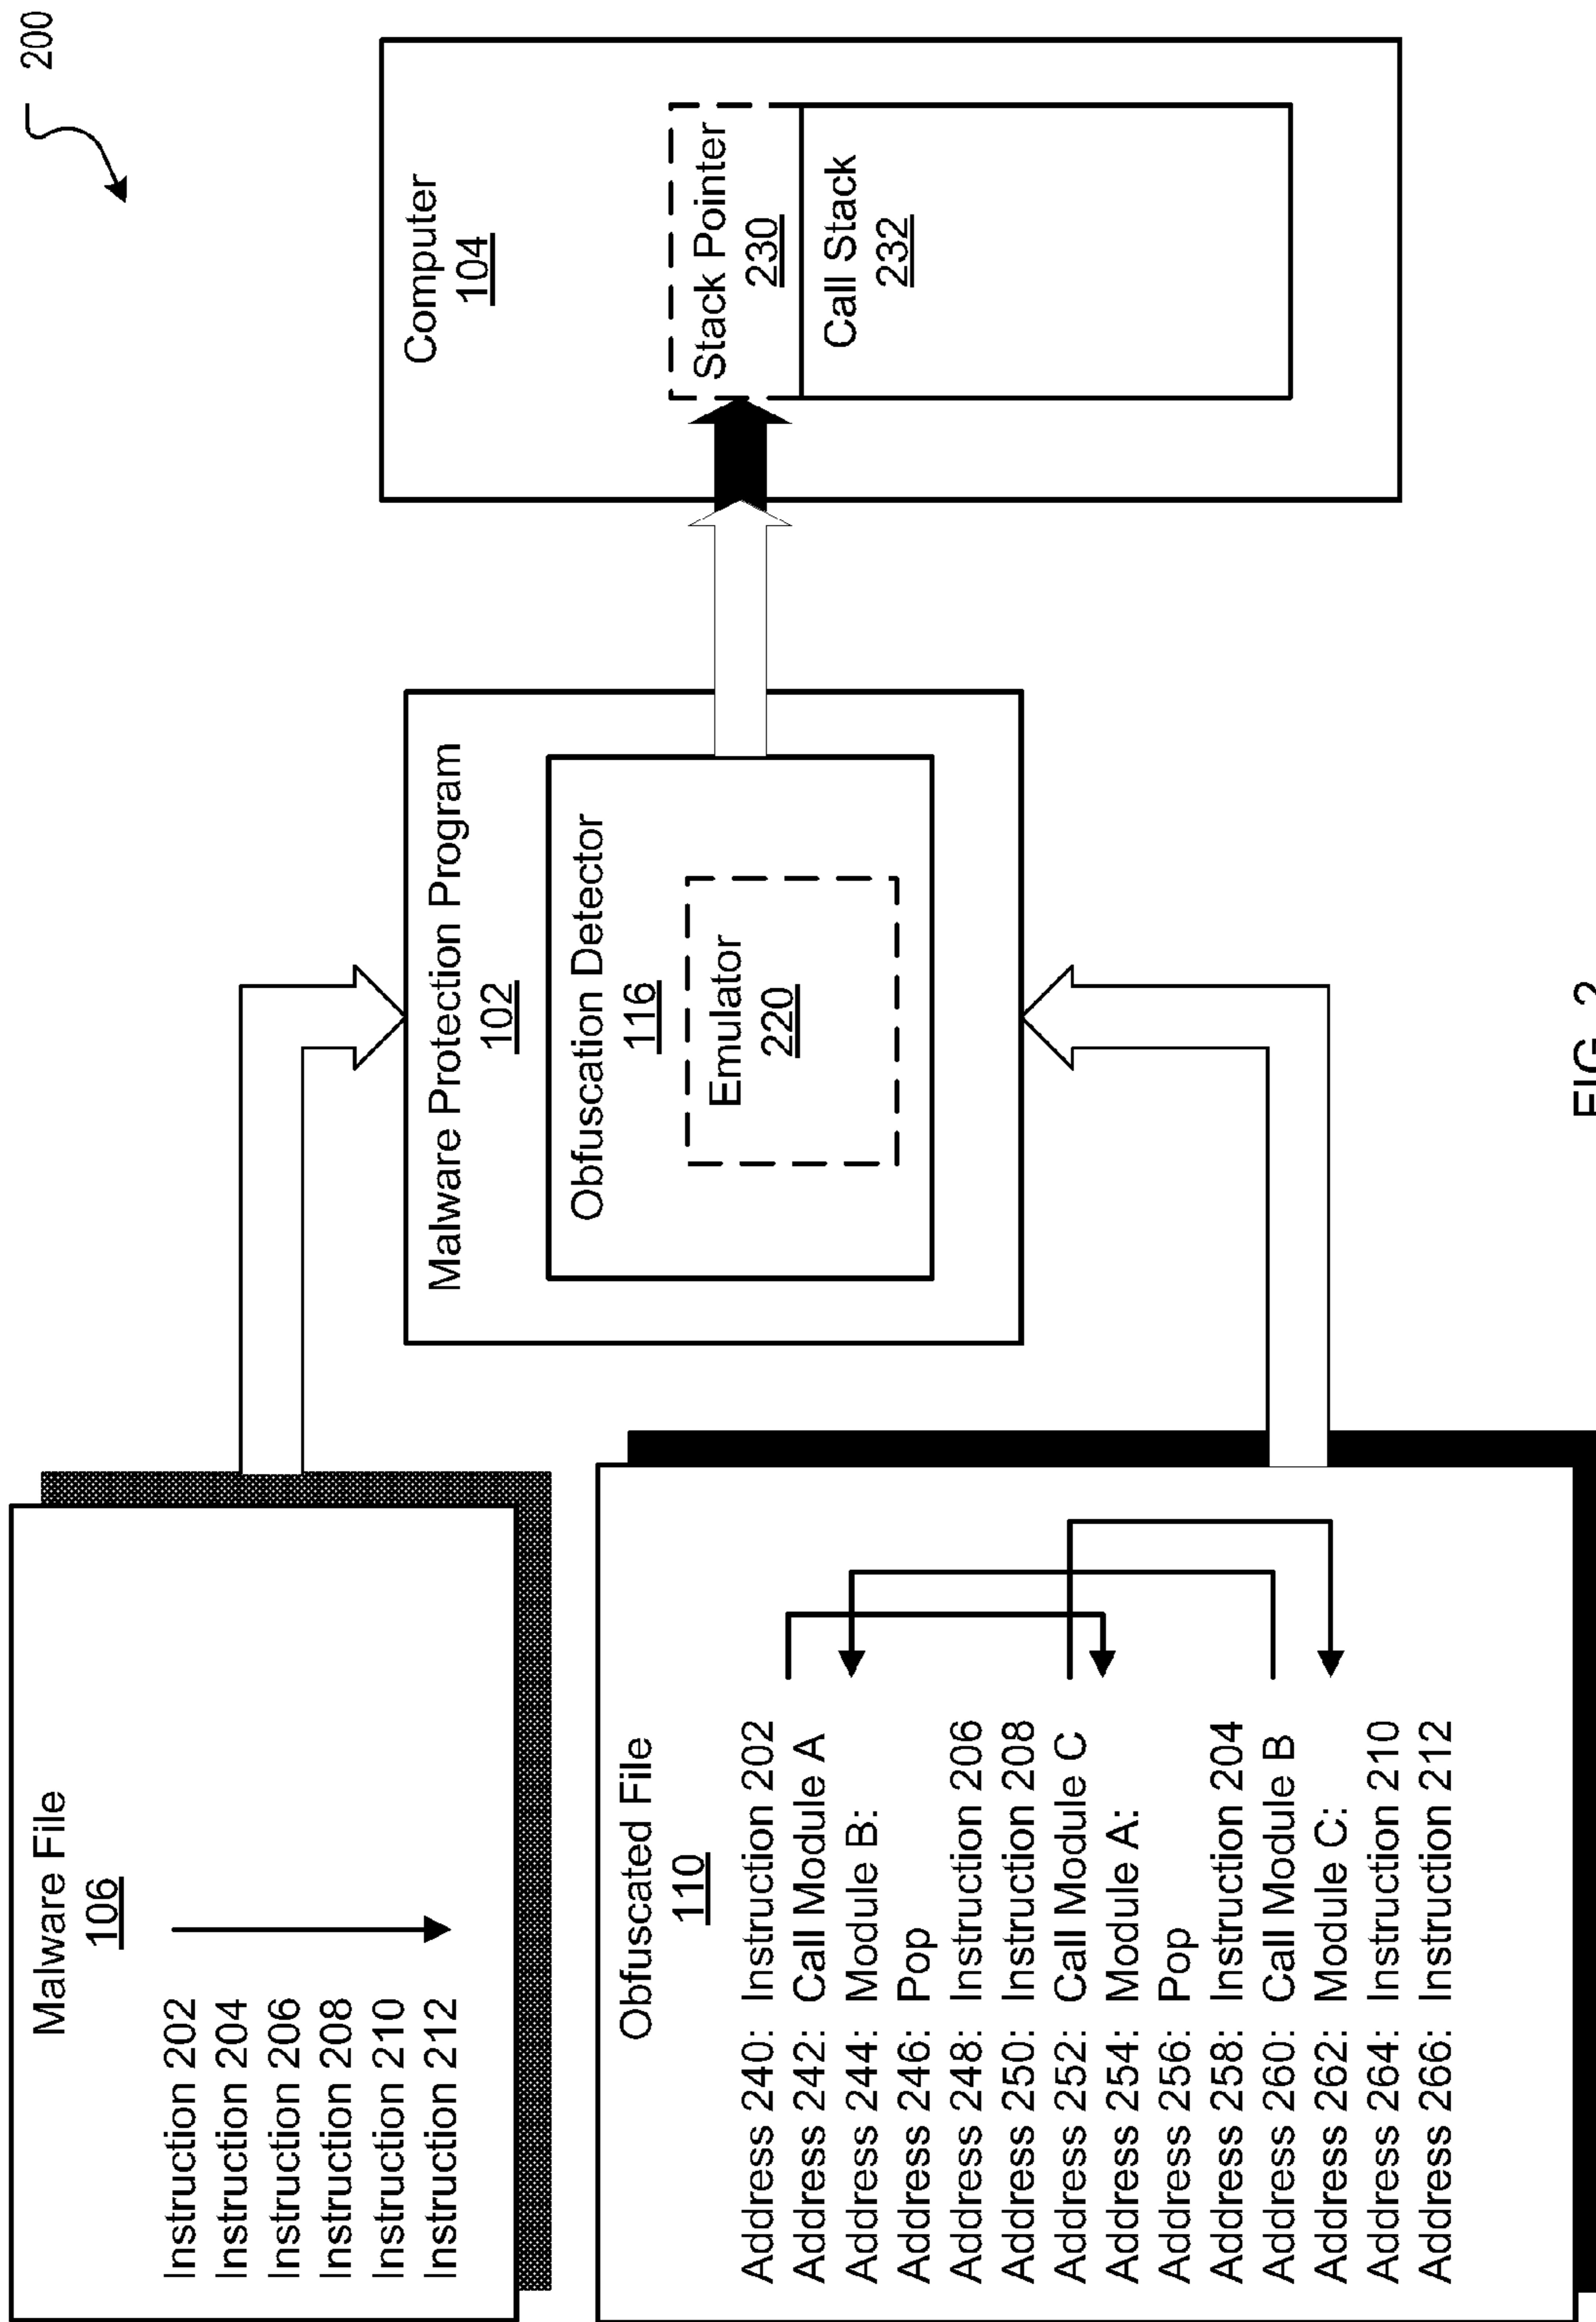 200
Malware File
106
Instruction 202
Instruction 204
Instruction 206
Instruction 208
Instruction 210
Instruction 212
Obfuscated File
110
Address 240: Instruction 202
Address 242: Call Module A
Address 244: Module B:
Address 246: Pop
Address 248: Instruction 206
Address 250: Instruction 208
Address 252: Call Module C
Address 254: Module A:
Address 256: Pop
Address 258: Instruction 204
Address 260: Call Module B
Address 262: Module C:
Address 264: Instruction 210
Address 266: Instruction 212
Malware Protection Program
102
Obfuscation Detector
116
Emulator
220
Computer
104
Stack Pointer
230
Call Stack
232
FIG. 2